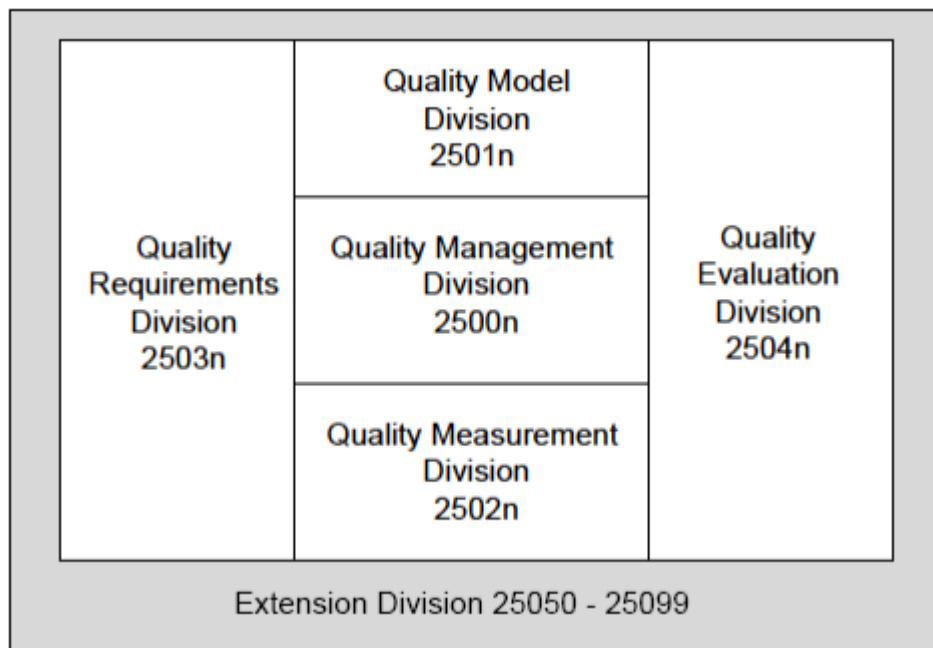 Quality Model
Division
2501n
Quality
Requirements
Division
2503n
Quality Management
Division
2500n
Quality
Evaluation
Division
2504n
Quality Measurement
Division
2502n
Extension Division 25050 - 25099